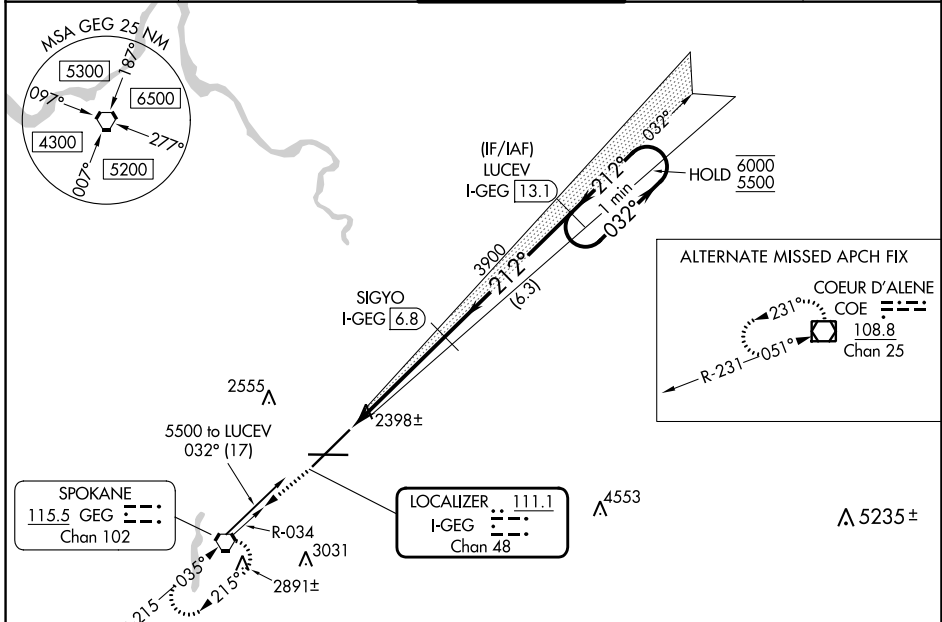 MSA GEG 25 NM
5300
187°
097°
6500
4300
277°
007°
5200
(IF/IAF)
LUCEV
I-GEG 13.1
032°
212°
1 min
032°
HOLD 6000
5500
3900
212°
(6.3)
SIGYO
I-GEG 6.8
ALTERNATE MISSED APCH FIX
COEUR D'ALENE
COE
108.8
Chan 25
231°
R-231
051°
2555
2398±
5500 to LUCEV
032° (17)
SPOKANE
115.5 GEG
Chan 102
R-034
LOCALIZER 111.1
I-GEG
Chan 48
4553
5235±
3031
2891±
035°
215°
215